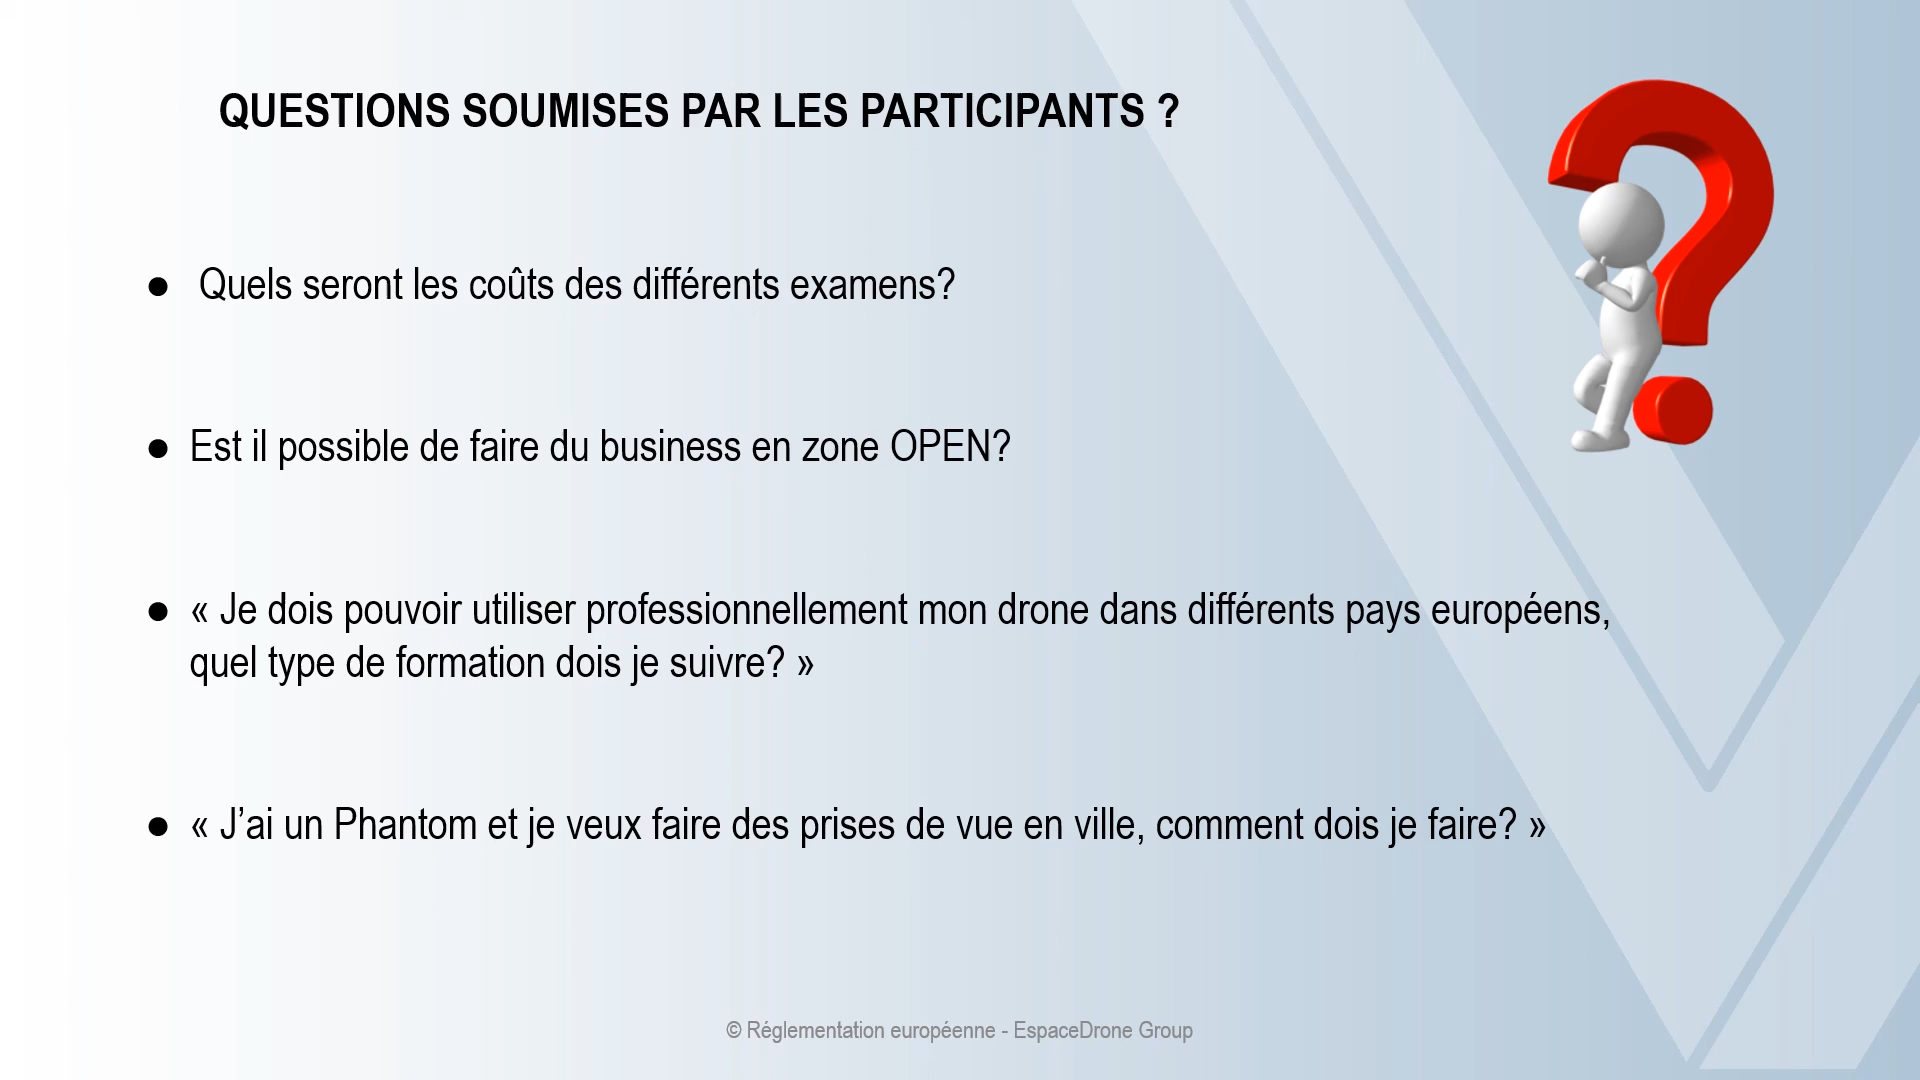 QUESTIONS SOUMISES PAR LES PARTICIPANTS ?
● Quels seront les coûts des différents examens?
● Est il possible de faire du business en zone OPEN?
● « Je dois pouvoir utiliser professionnellement mon drone dans différents pays européens,
quel type de formation dois je suivre? »
● « J’ai un Phantom et je veux faire des prises de vue en ville, comment dois je faire? »
© Réglementation européenne - EspaceDrone Group